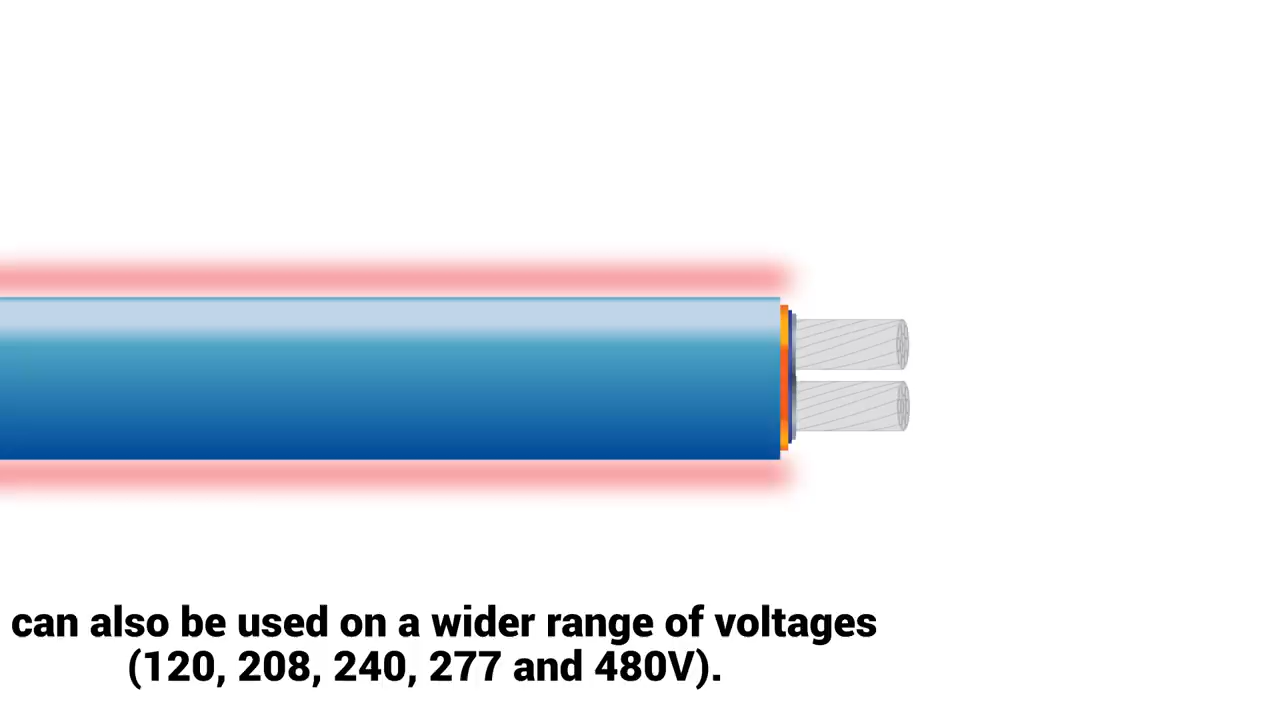 can also be used on a wider range of voltages
(120, 208, 240, 277 and 480V).